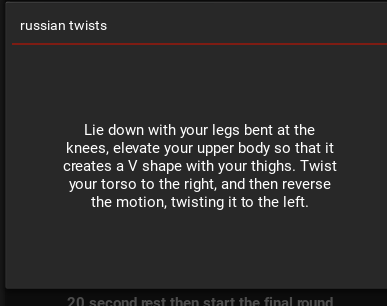 russian twists
Lie down with your legs bent at the
knees, elevate your upper body so that it
creates a V shape with your thighs. Twist
your torso to the right, and then reverse
the motion, twisting it to the left.
20 second rest then start the final round